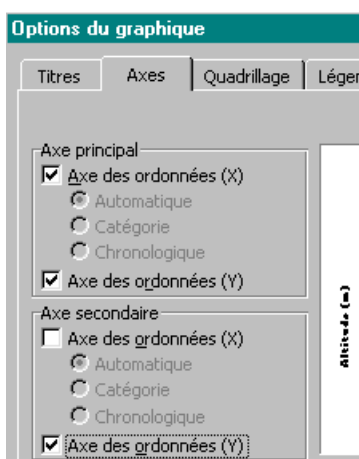 Options du graphique
Titres Axes Quadrillage Léger
Axe principal
Axe des ordonnées (X)
Automatique
Catégorie
Chronologique
Axe des ordonnées (Y)
Axe secondaire
Axe des ordonnées (X)
Automatique
Catégorie
Chronologique
Axe des ordonnées (Y)
Altitude (m)